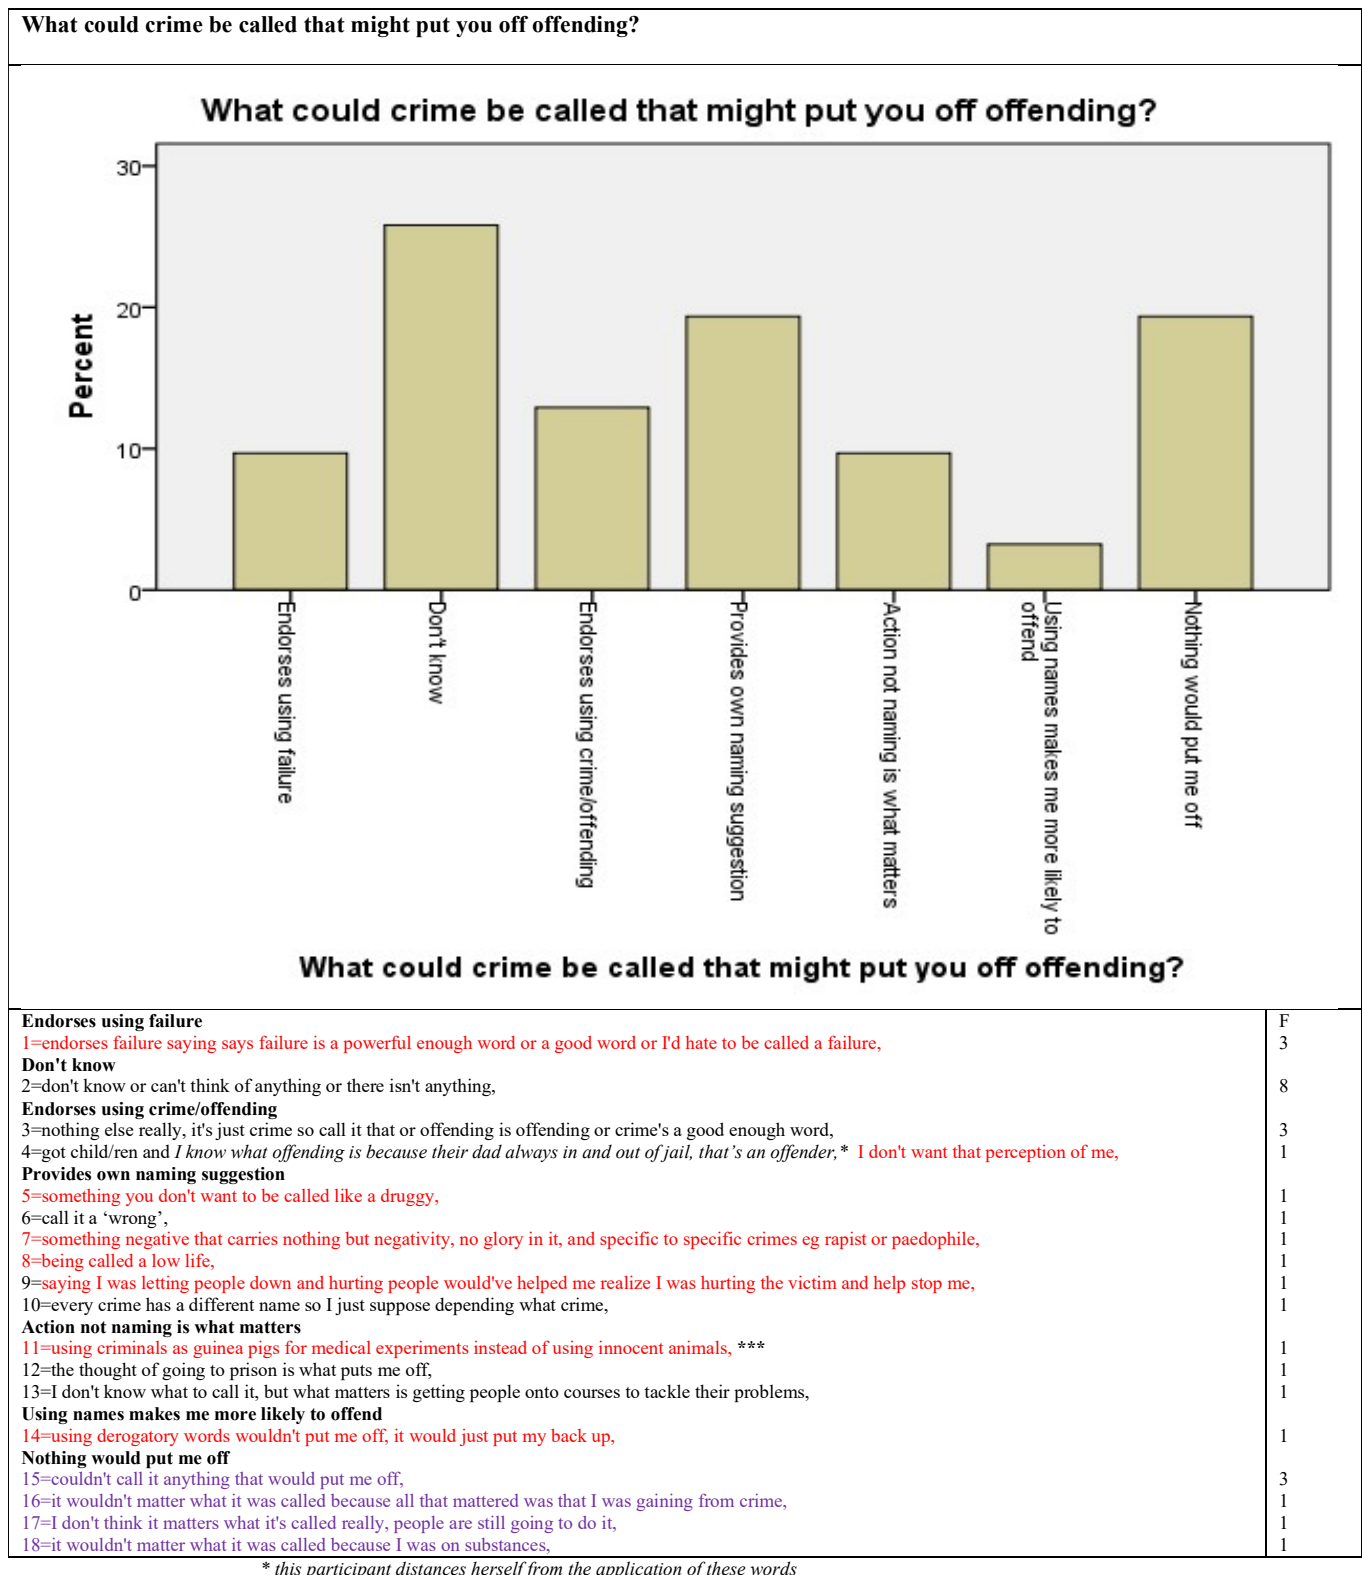 What could crime be called that might put you off offending?
What could crime be called that might put you off offending?
30
20
10
0
Percent
Endorses using failure
Don't know
Endorses using crime/offending
Provides own naming suggestion
Action not naming is what matters
Using names makes me more likely to
offend
Nothing would put me off
What could crime be called that might put you off offending?
Endorses using failure F
1=endorses failure saying says failure is a powerful enough word or a good word or I'd hate to be called a failure, 3
Don't know
2=don't know or can't think of anything or there isn't anything, 8
Endorses using crime/offending
3=nothing else really, it's just crime so call it that or offending is offending or crime's a good enough word, 3
4=got child/ren and I know what offending is because their dad always in and out of jail, that's an offender,* I don't want that perception of me, 1
Provides own naming suggestion
5=something you don't want to be called like a druggy, 1
6=call it a ‘wrong’, 1
7=something negative that carries nothing but negativity, no glory in it, and specific to specific crimes eg rapist or paedophile, 1
8=being called a low life, 1
9=saying I was letting people down and hurting people would've helped me realize I was hurting the victim and help stop me, 1
10=every crime has a different name so I just suppose depending what crime, 1
Action not naming is what matters
11=using criminals as guinea pigs for medical experiments instead of using innocent animals, *** 1
12=the thought of going to prison is what puts me off, 1
13=I don't know what to call it, but what matters is getting people onto courses to tackle their problems, 1
Using names makes me more likely to offend
14=using derogatory words wouldn't put me off, it would just put my back up, 1
Nothing would put me off
15=couldn't call it anything that would put me off, 3
16=it wouldn't matter what it was called because all that mattered was that I was gaining from crime, 1
17=I don't think it matters what it's called really, people are still going to do it, 1
18=it wouldn't matter what it was called because I was on substances, 1
* this participant distances herself from the application of these words